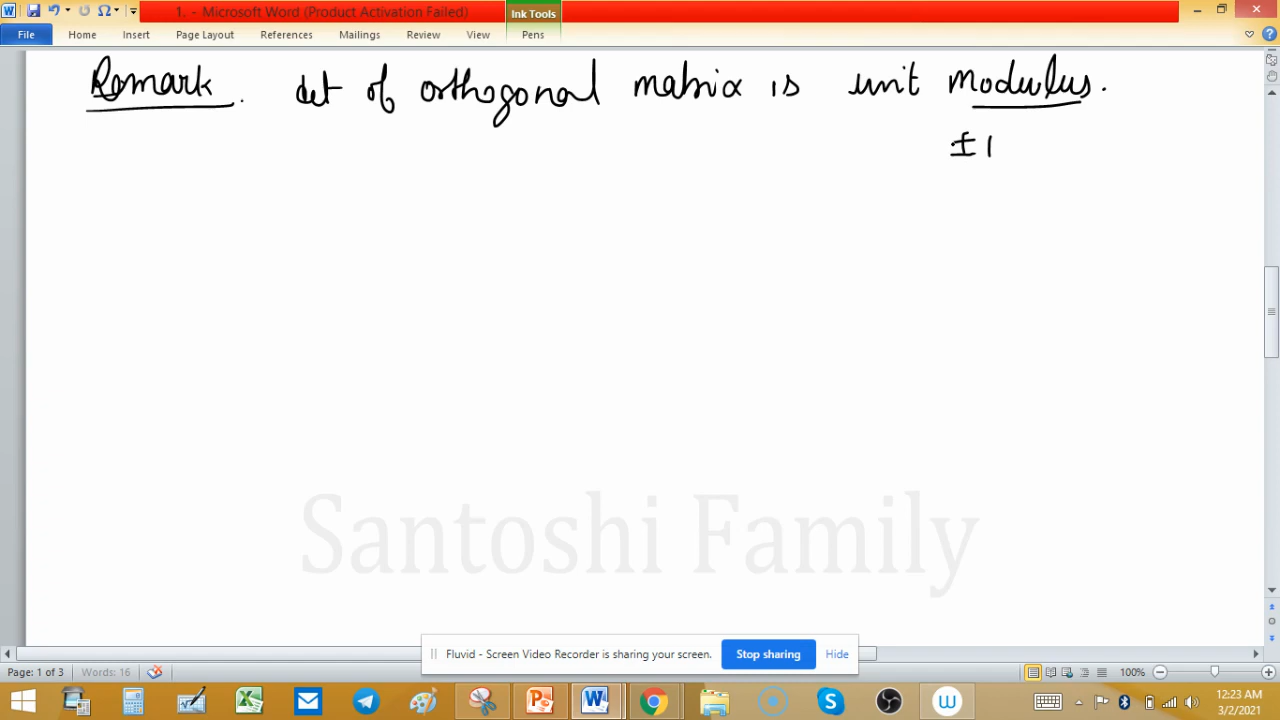 1. - Microsoft Word (Product Activation Failed)
Ink Tools
File Home Insert Page Layout References Mailings Review View Pens
Remark. det of orthogonal matrix is unit modulus.
±1
Santoshi Family
Fluvid - Screen Video Recorder is sharing your screen. Stop sharing Hide
Page: 1 of 3 Words: 16 100%
12:23 AM
3/2/2021